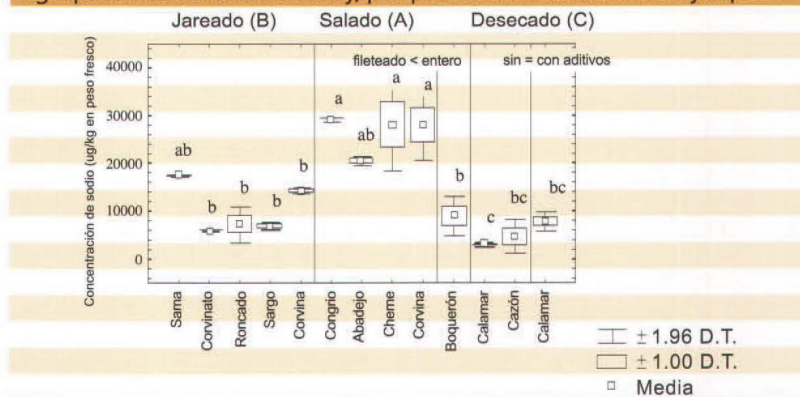 Jareado (B) Salado (A) Desecado (C)
fileteado < entero sin = con aditivos
Concentración de sodio (ug/kg en peso fresco)
40000
30000
20000
10000
0
ab
b
b
b
b
a
ab
a
a
b
c
bc
bc
Sama
Corvinato
Roncado
Sargo
Corvina
Congrio
Abadejo
Cherne
Corvina
Boquerón
Calamar
Cazón
Calamar
± 1.96 D.T.
± 1.00 D.T.
Media